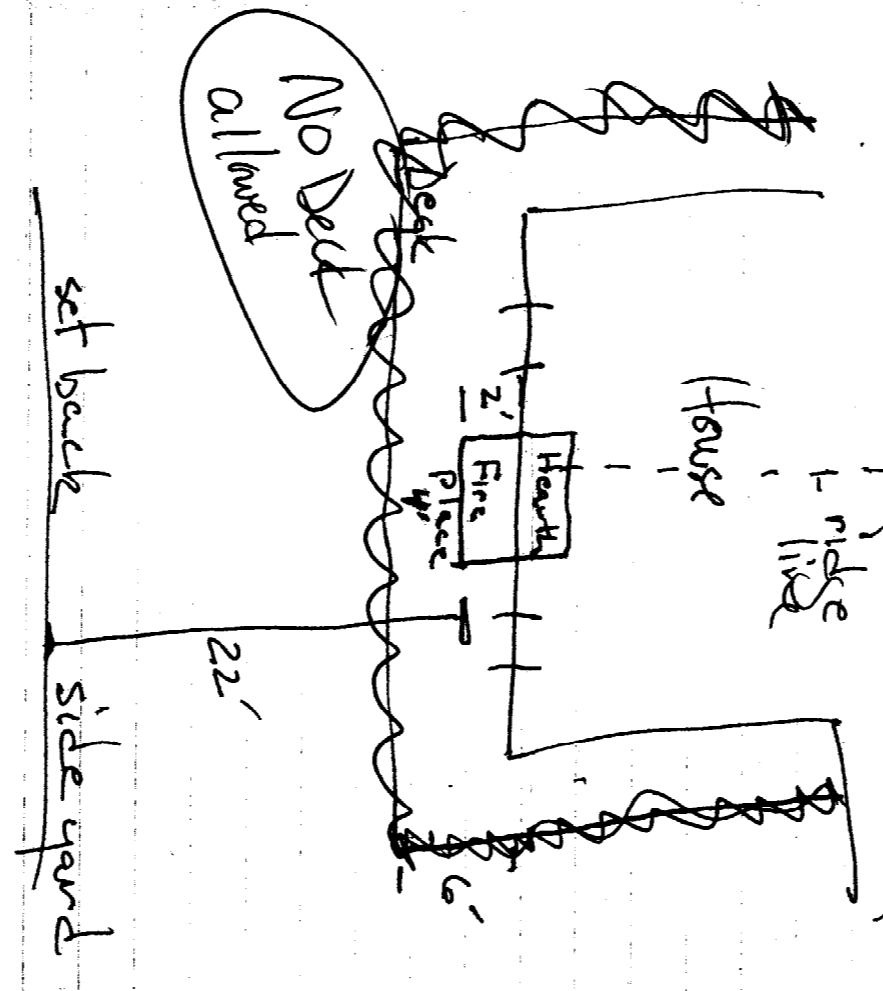 No Deck
allowed
Deck
House
ridge
line
2'
Hearth
Fire
place
22'
6'
set back
side yard